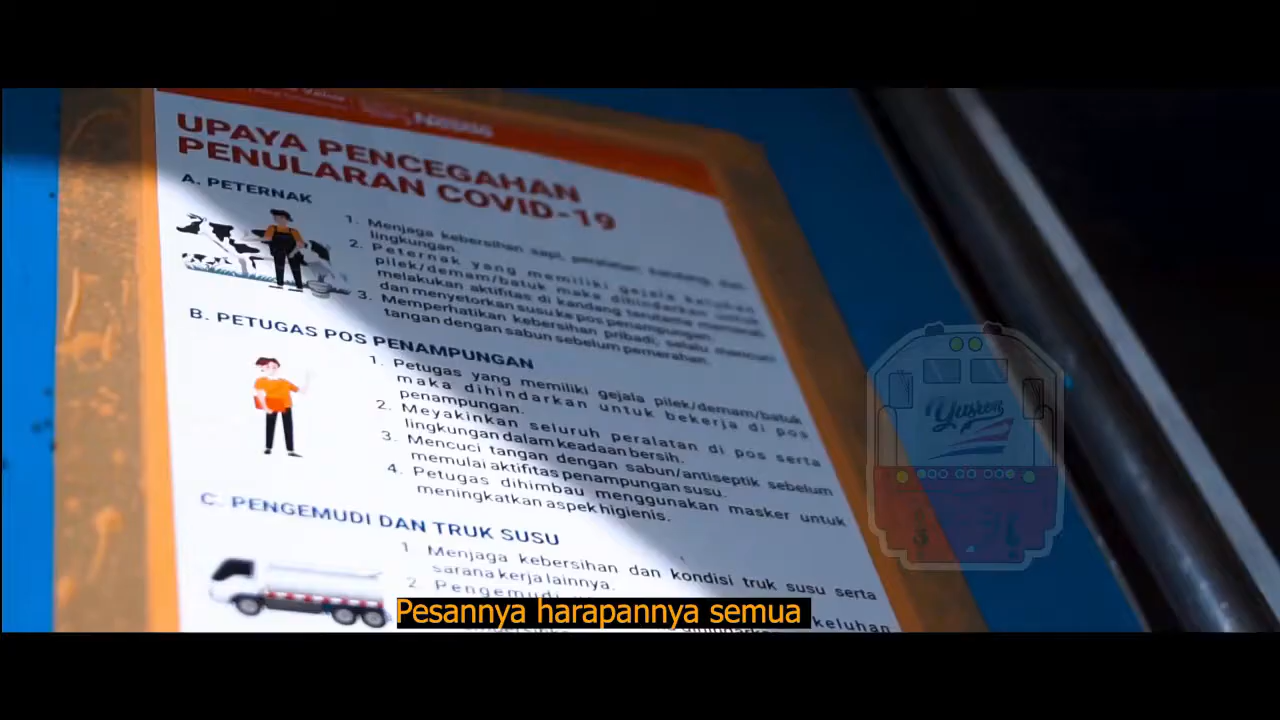 NESTLÉ
UPAYA PENCEGAHAN
PENULARAN COVID-19
A. PETERNAK
1. Menjaga kebersihan sapi, peralatan kandang dan
lingkungan.
2. Peternak yang memiliki gejala keluhan
pilek/demam/batuk maka dihindarkan untuk
melakukan aktifitas di kandang terutama memerah
dan menyetorkan susu ke pos penampungan.
3. Memperhatikan kebersihan pribadi, selalu mencuci
tangan dengan sabun sebelum pemerahan.
B. PETUGAS POS PENAMPUNGAN
1. Petugas yang memiliki gejala pilek/demam/batuk
maka dihindarkan untuk bekerja di pos
penampungan.
2. Meyakinkan seluruh peralatan di pos serta
lingkungan dalam keadaan bersih.
3. Mencuci tangan dengan sabun/antiseptik sebelum
memulai aktifitas penampungan susu.
4. Petugas dihimbau menggunakan masker untuk
meningkatkan aspek higienis.
C. PENGEMUDI DAN TRUK SUSU
1 Menjaga kebersihan dan kondisi truk susu serta
sarana kerja lainnya.
2. Pengemudi keluhan
Pesannya harapannya semua
Yusron